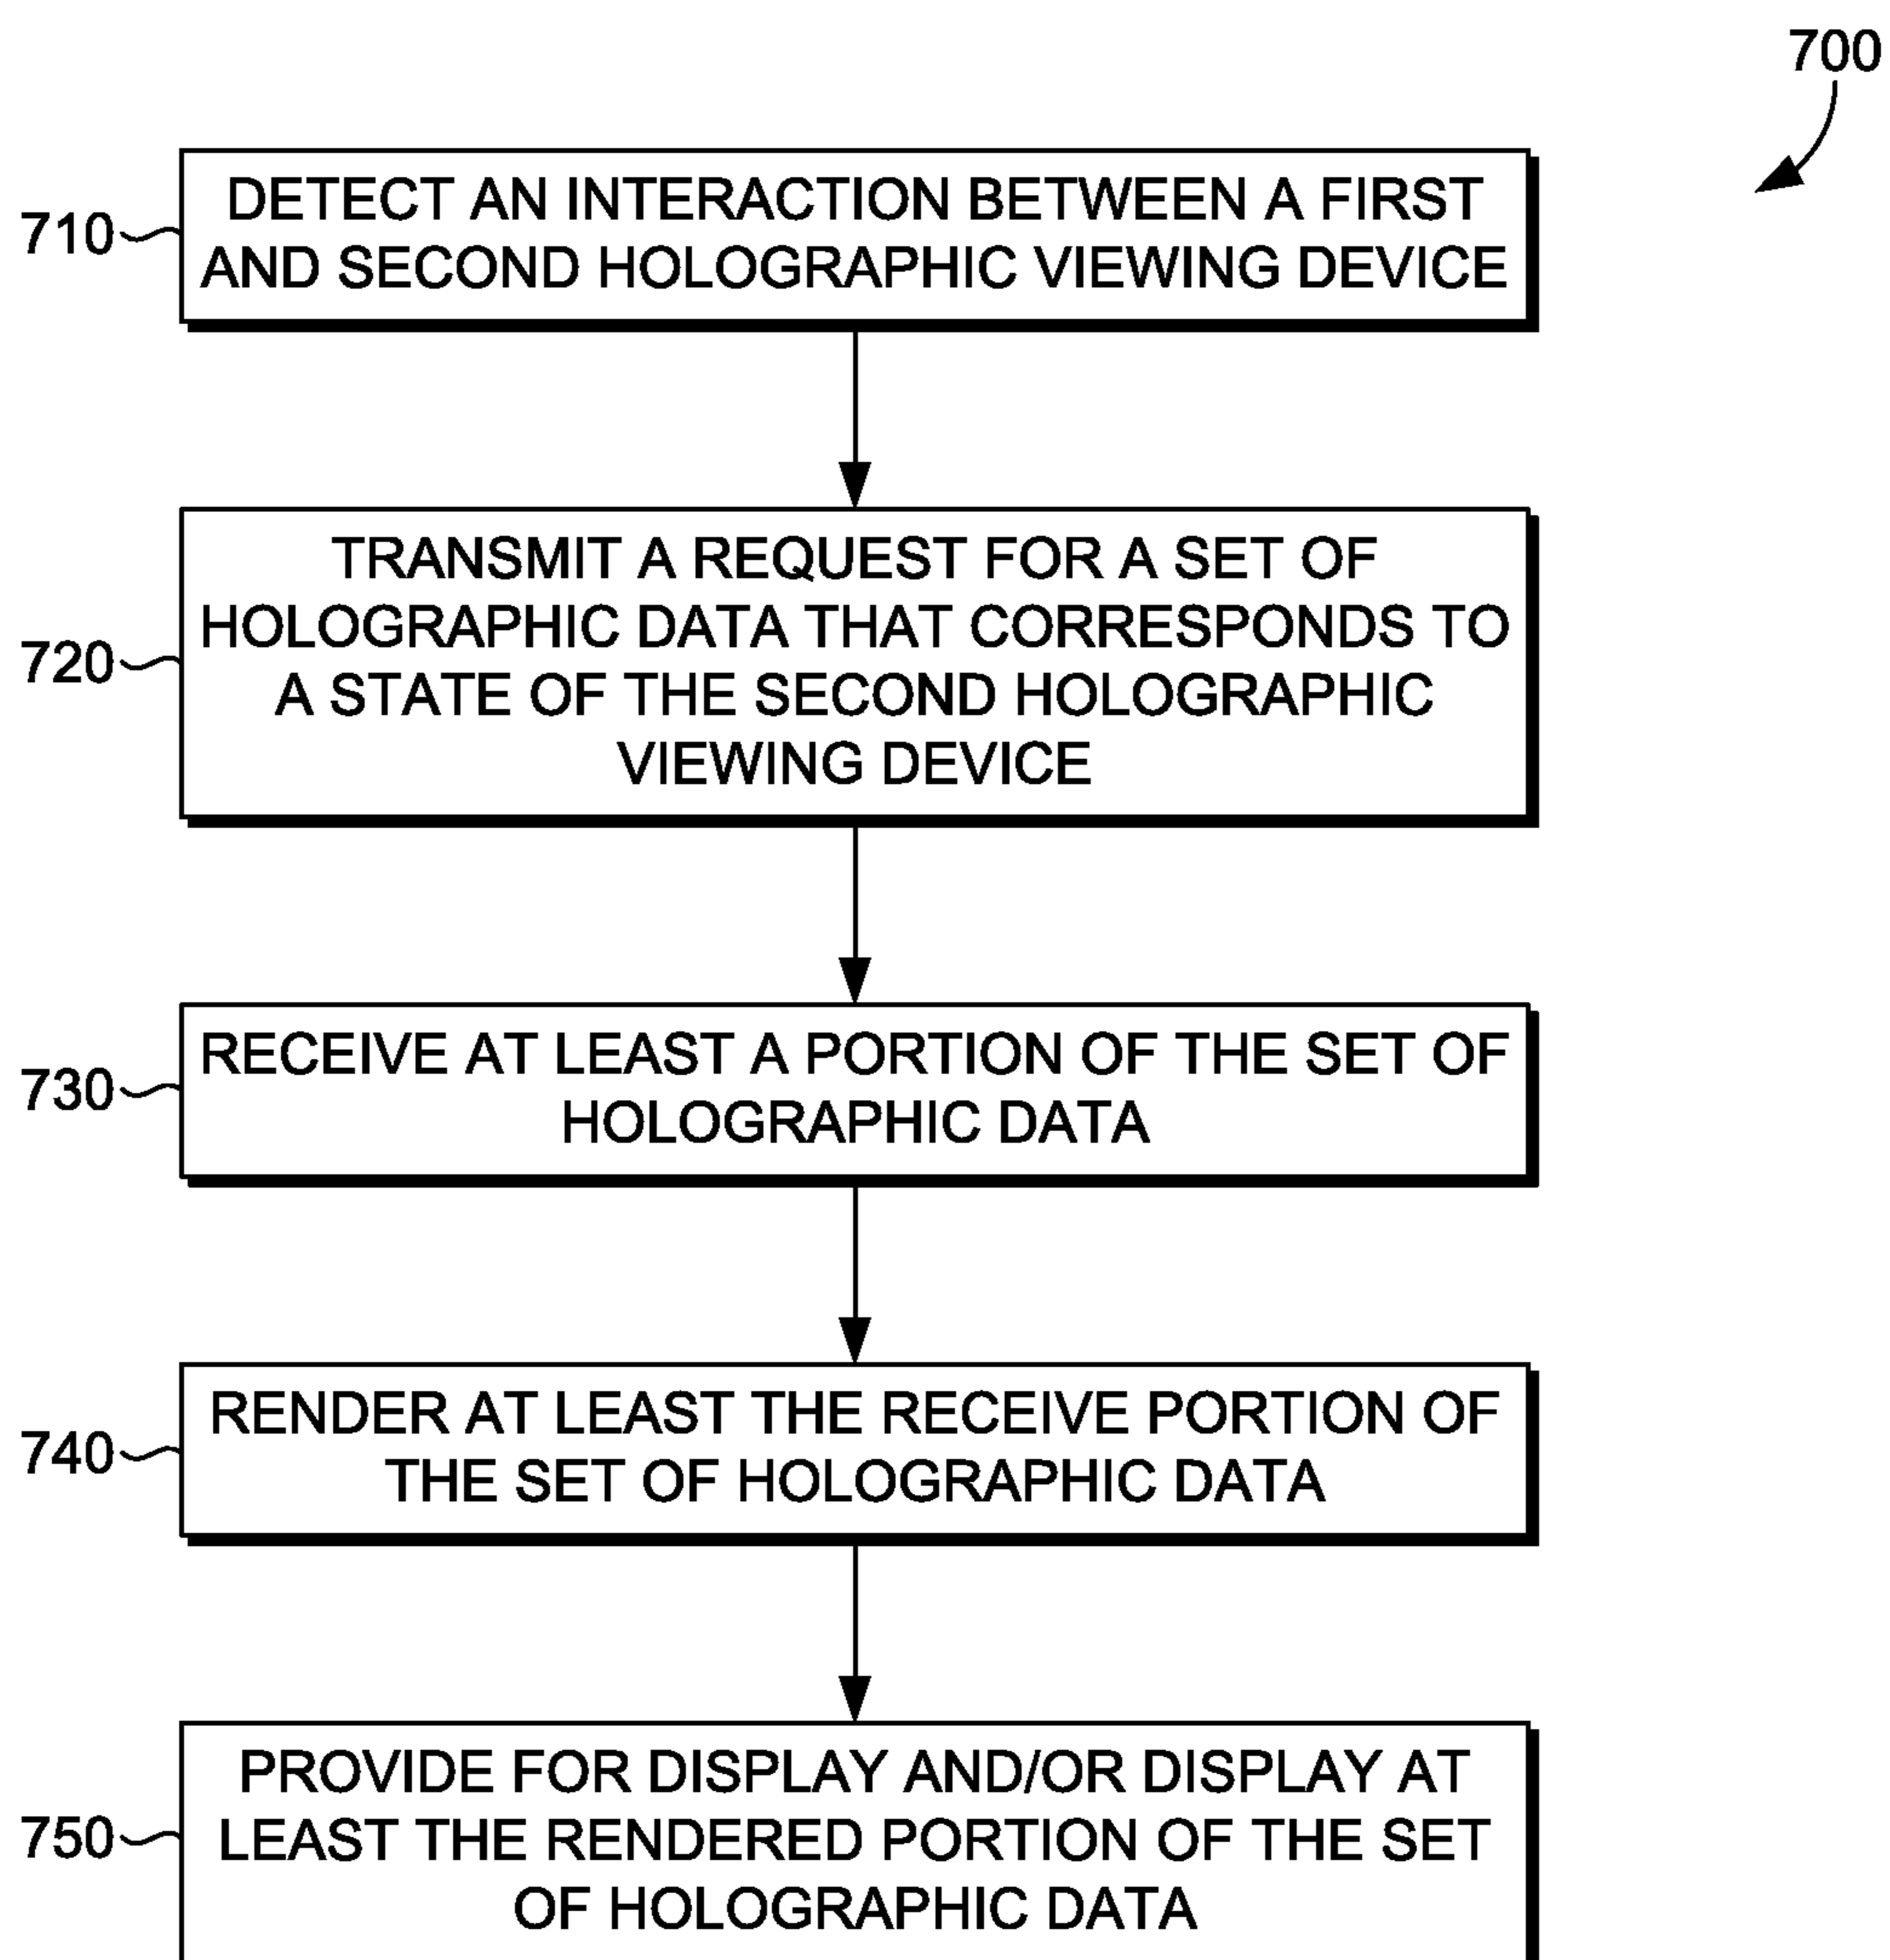 700
710
DETECT AN INTERACTION BETWEEN A FIRST
AND SECOND HOLOGRAPHIC VIEWING DEVICE
720
TRANSMIT A REQUEST FOR A SET OF
HOLOGRAPHIC DATA THAT CORRESPONDS TO
A STATE OF THE SECOND HOLOGRAPHIC
VIEWING DEVICE
730
RECEIVE AT LEAST A PORTION OF THE SET OF
HOLOGRAPHIC DATA
740
RENDER AT LEAST THE RECEIVE PORTION OF
THE SET OF HOLOGRAPHIC DATA
750
PROVIDE FOR DISPLAY AND/OR DISPLAY AT
LEAST THE RENDERED PORTION OF THE SET
OF HOLOGRAPHIC DATA